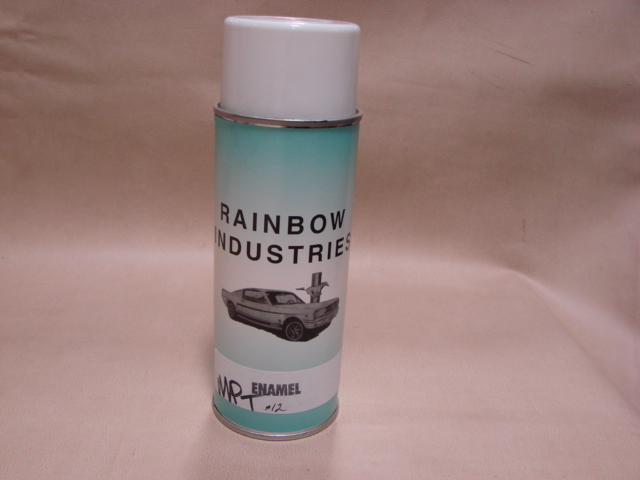 RAINBOW
INDUSTRIES
ENAMEL
MPT #12